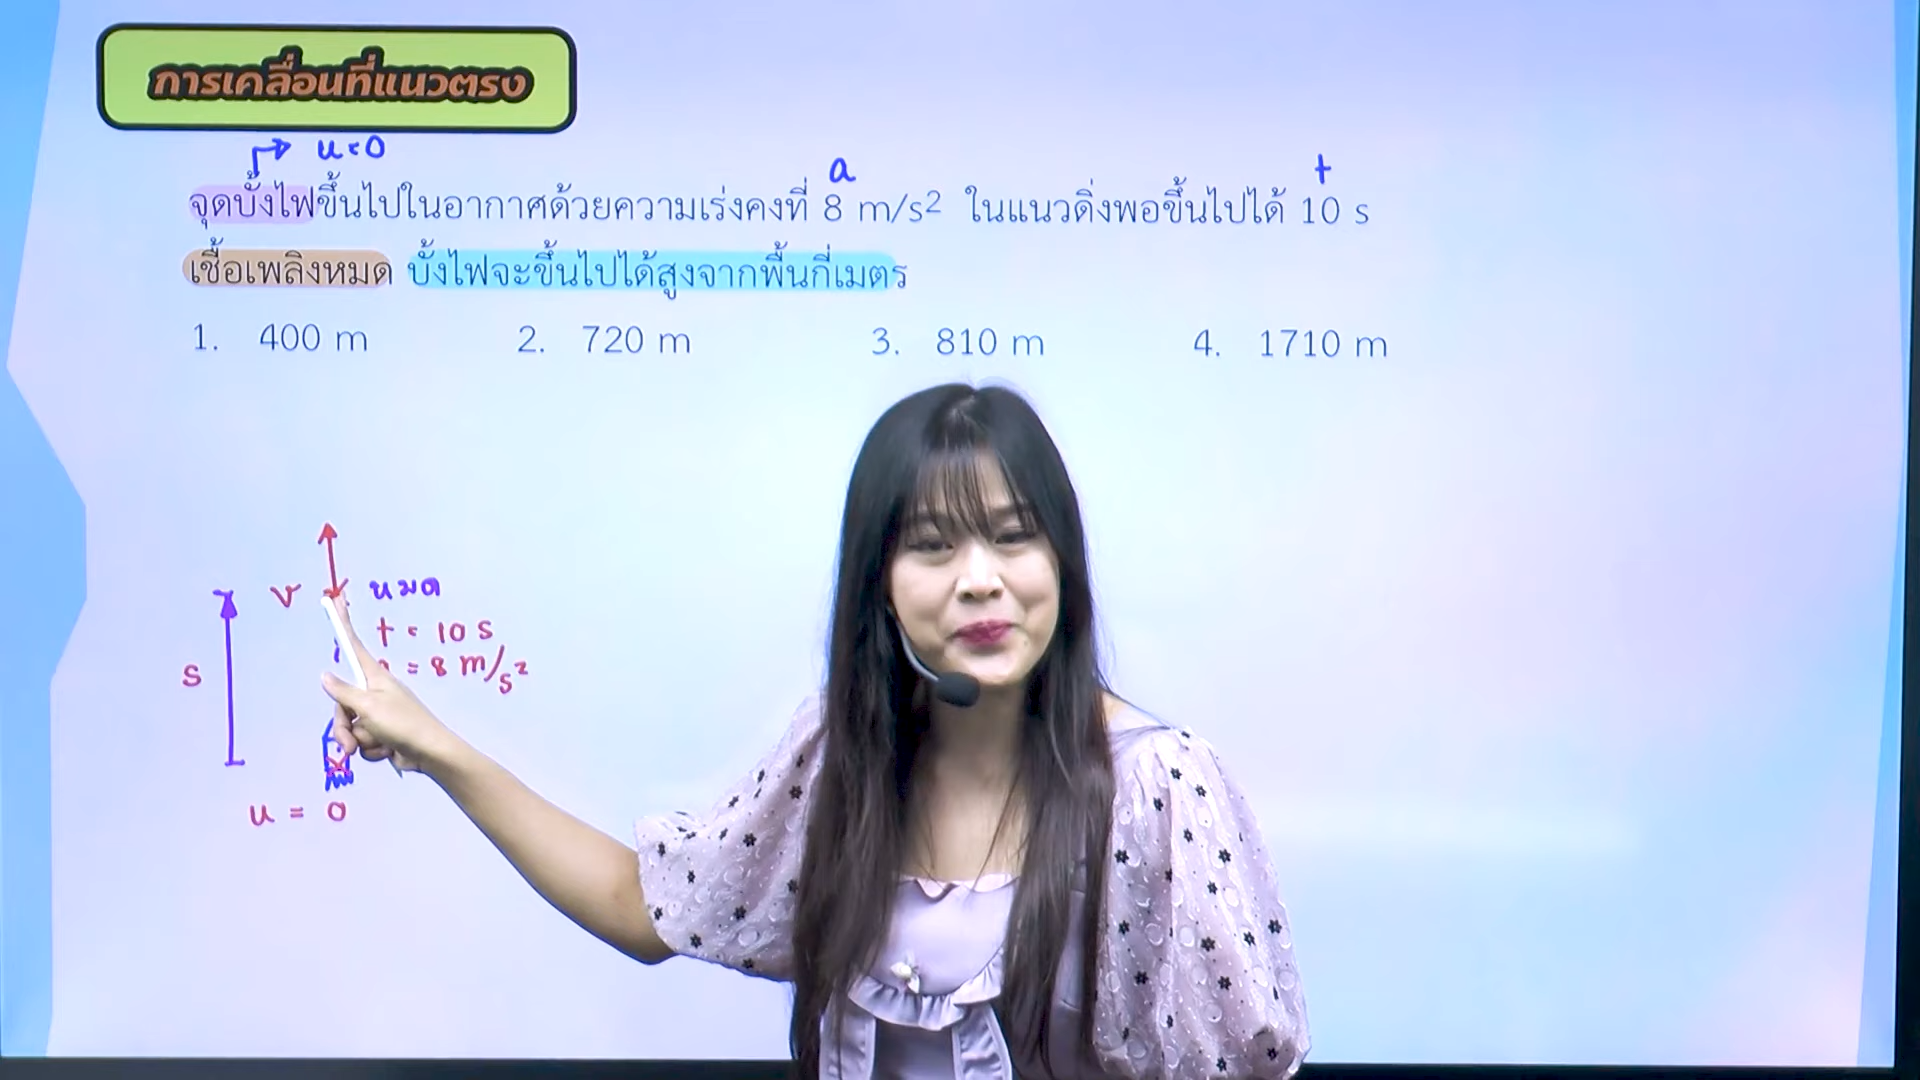 การเคลื่อนที่แนวตรง
u = 0
a
t
จุดบั้งไฟขึ้นไปในอากาศด้วยความเร่งคงที่ 8 m/s² ในแนวดิ่งพอขึ้นไปได้ 10 s
เชื้อเพลิงหมด บั้งไฟจะขึ้นไปได้สูงจากพื้นกี่เมตร
1. 400 m 2. 720 m 3. 810 m 4. 1710 m
v หมด
t = 10 s
= 8 m/s²
s
u = 0